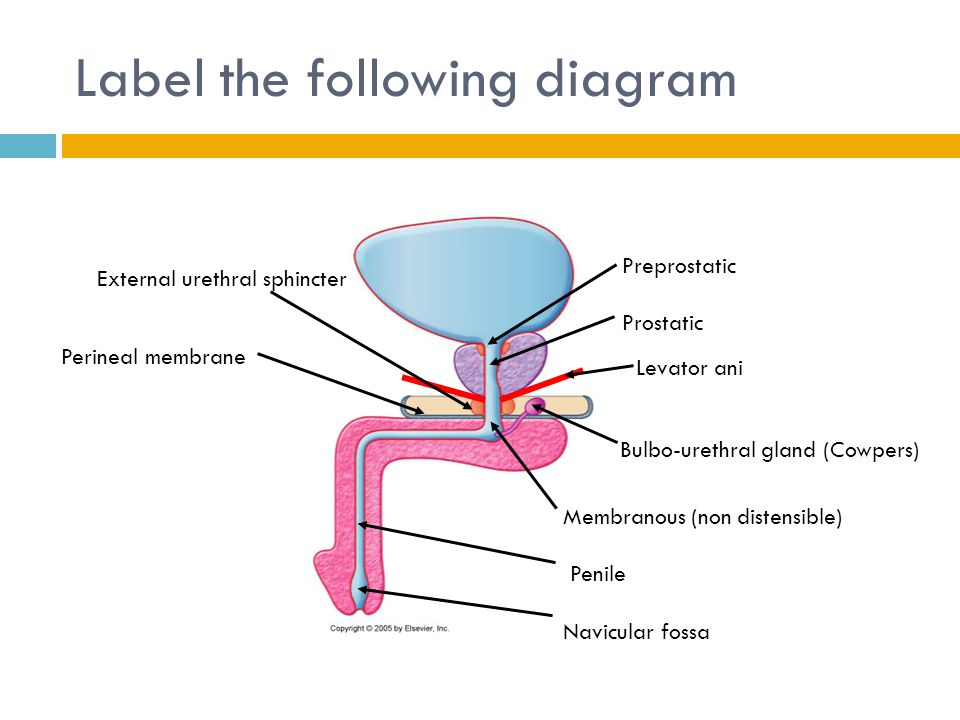 Label the following diagram
External urethral sphincter
Perineal membrane
Preprostatic
Prostatic
Levator ani
Bulbo-urethral gland (Cowpers)
Membranous (non distensible)
Penile
Navicular fossa
Copyright © 2005 by Elsevier, Inc.